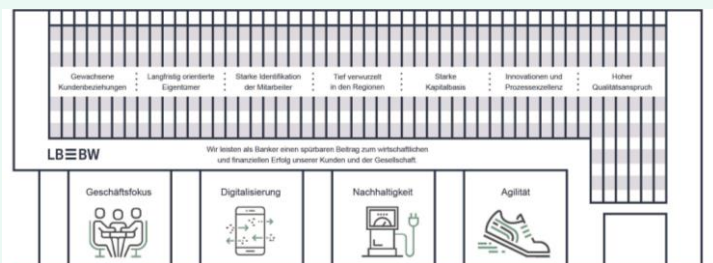 Gewachsene
Kundenbeziehungen
Langfristig orientierte
Eigentümer
Starke Identifikation
der Mitarbeiter
Tief verwurzelt
in den Regionen
Starke
Kapitalbasis
Innovationen und
Prozessexzellenz
Hoher
Qualitätsanspruch
LB≡BW
Wir leisten als Banker einen spürbaren Beitrag zum wirtschaftlichen
und finanziellen Erfolg unserer Kunden und der Gesellschaft.
Geschäftsfokus
Digitalisierung
Nachhaltigkeit
Agilität